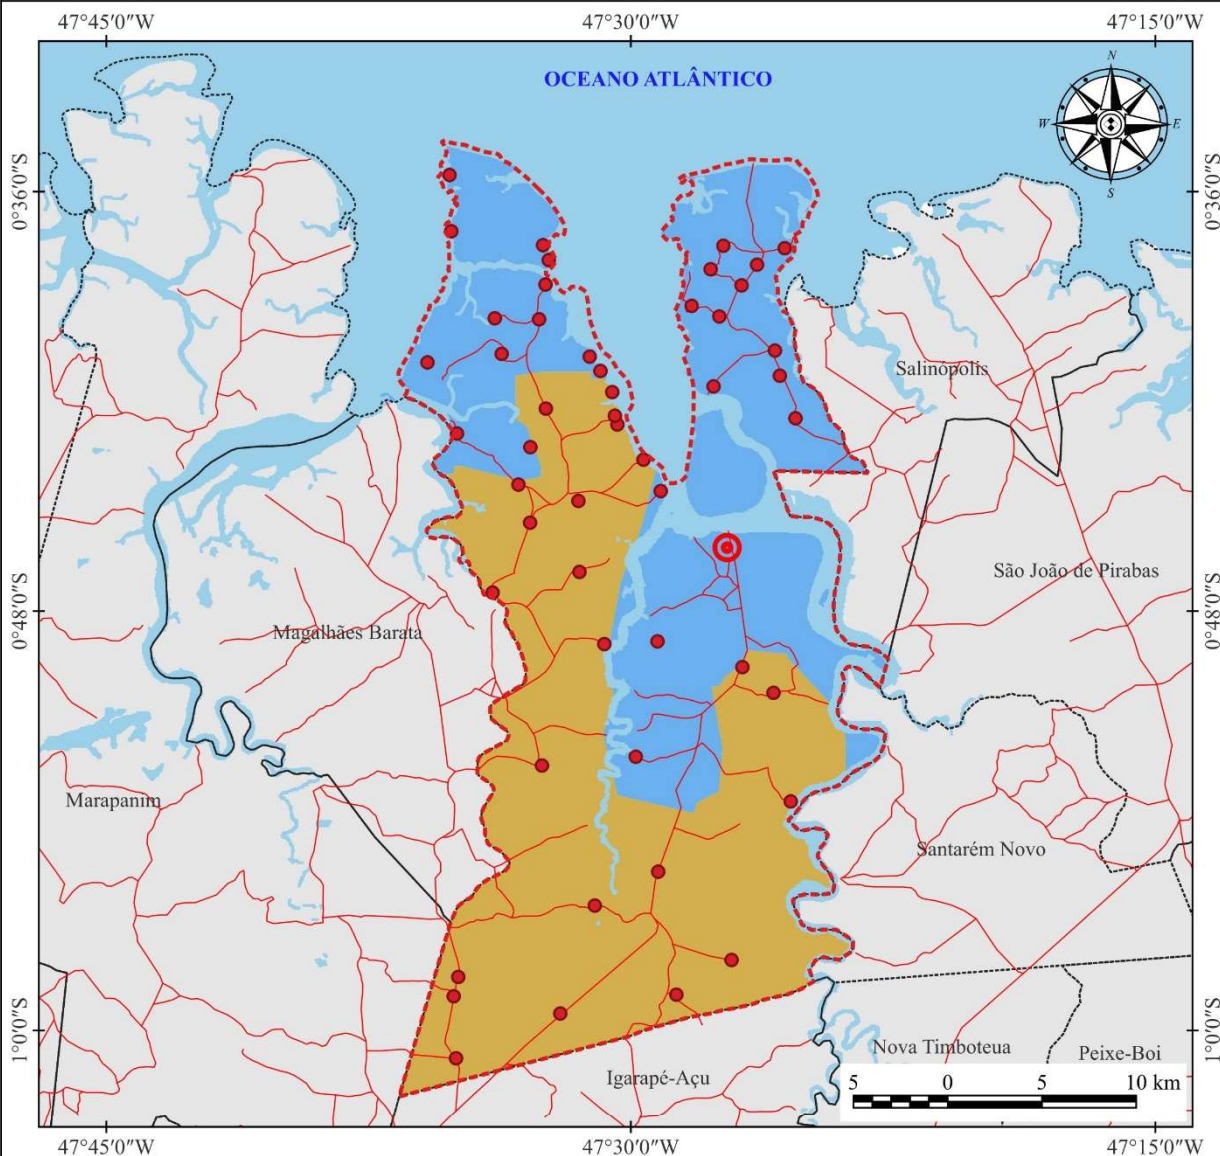 47°45′0″W 47°30′0″W 47°15′0″W
OCEANO ATLÂNTICO
N
W E
S
0°36′0″S 0°36′0″S
Salinópolis
São João de Pirabas
0°48′0″S 0°48′0″S
Magalhães Barata
Marapanim
Santarém Novo
1°0′0″S 1°0′0″S
Nova Timboteua Peixe-Boi
Igarapé-Açu
5 0 5 10 km
47°45′0″W 47°30′0″W 47°15′0″W